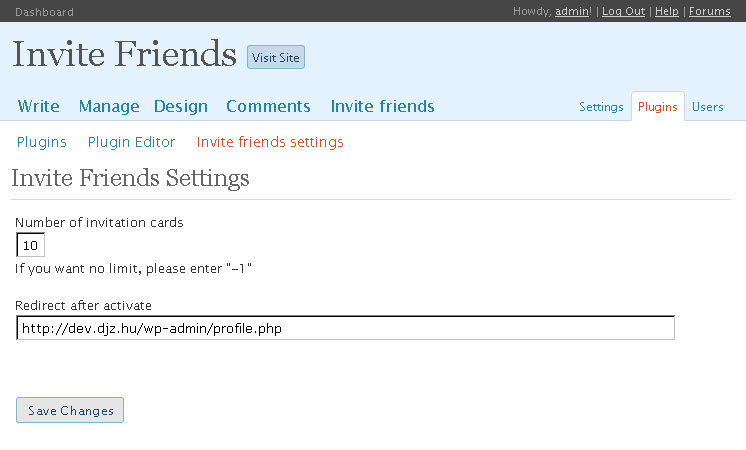 Dashboard Howdy, admin! | Log Out | Help | Forums
Invite Friends Visit Site
Write Manage Design Comments Invite friends Settings Plugins Users
Plugins Plugin Editor Invite friends settings
Invite Friends Settings
Number of invitation cards
10
If you want no limit, please enter "-1"
Redirect after activate
http://dev.djz.hu/wp-admin/profile.php
Save Changes